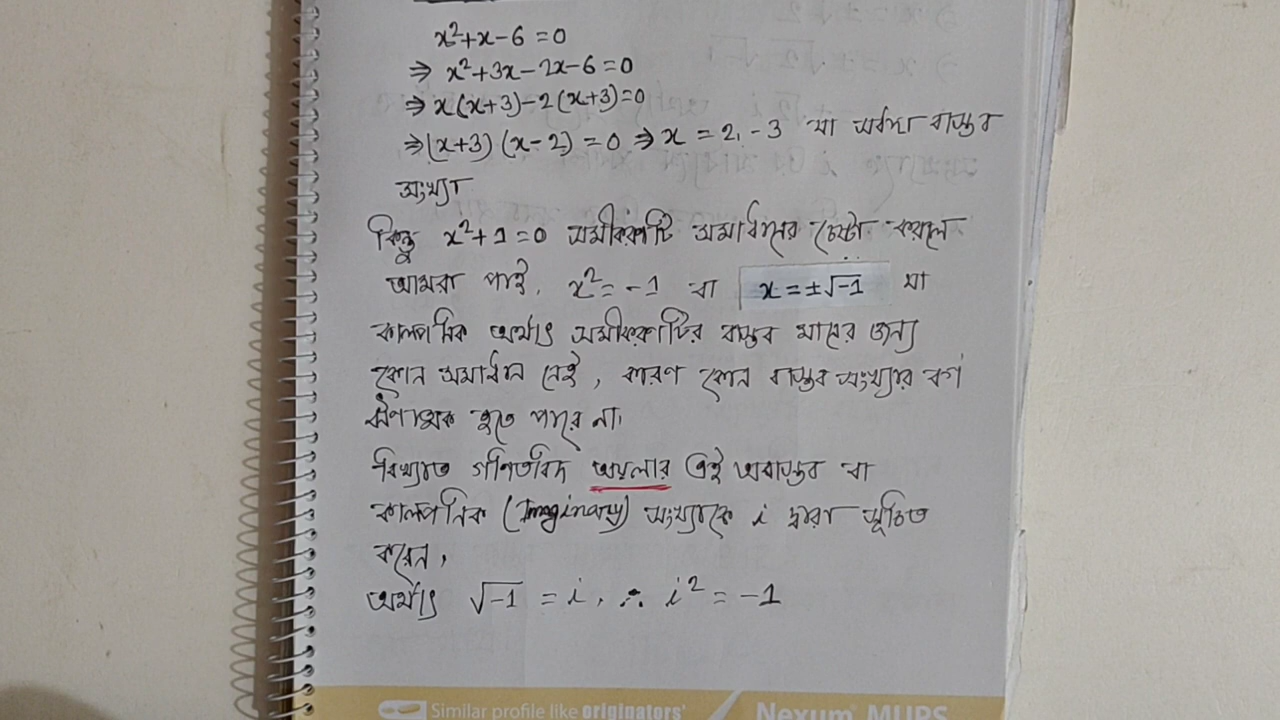 x²+x-6=0
⇒ x²+3x-2x-6=0
⇒ x(x+3)-2(x+3)=0
⇒(x+3)(x-2)=0 ⇒ x = 2, -3 যা সর্বদা বাস্তব
সংখ্যা
কিন্তু x²+1=0 সমীকরণটি সমাধানের চেষ্টা করলে
আমরা পাই, x²=-1 বা x=±√-1 যা
কাল্পনিক অর্থাৎ সমীকরণটির বাস্তব মানের জন্য
কোন সমাধান নেই, কারণ কোন বাস্তব সংখ্যার বর্গ
ঋণাত্মক হতে পারে না।
বিখ্যাত গণিতবিদ অয়লার এই অবাস্তব বা
কাল্পনিক (Imaginary) সংখ্যাকে i দ্বারা সূচিত
করেন,
অর্থাৎ √-1 = i, ∴ i² = -1
Similar profile like originators' Nexum MUPS